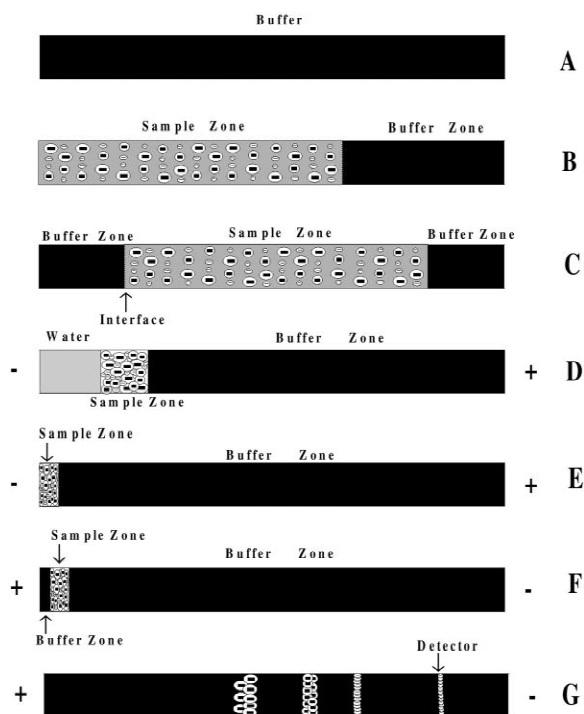 Buffer
A
Sample Zone
Buffer Zone
B
Buffer Zone
Sample Zone
Buffer Zone
C
Interface
Water
Buffer Zone
- + D
Sample Zone
Sample Zone
Buffer Zone
- + E
Sample Zone
Buffer Zone
+ - F
Buffer Zone
Detector
+ - G